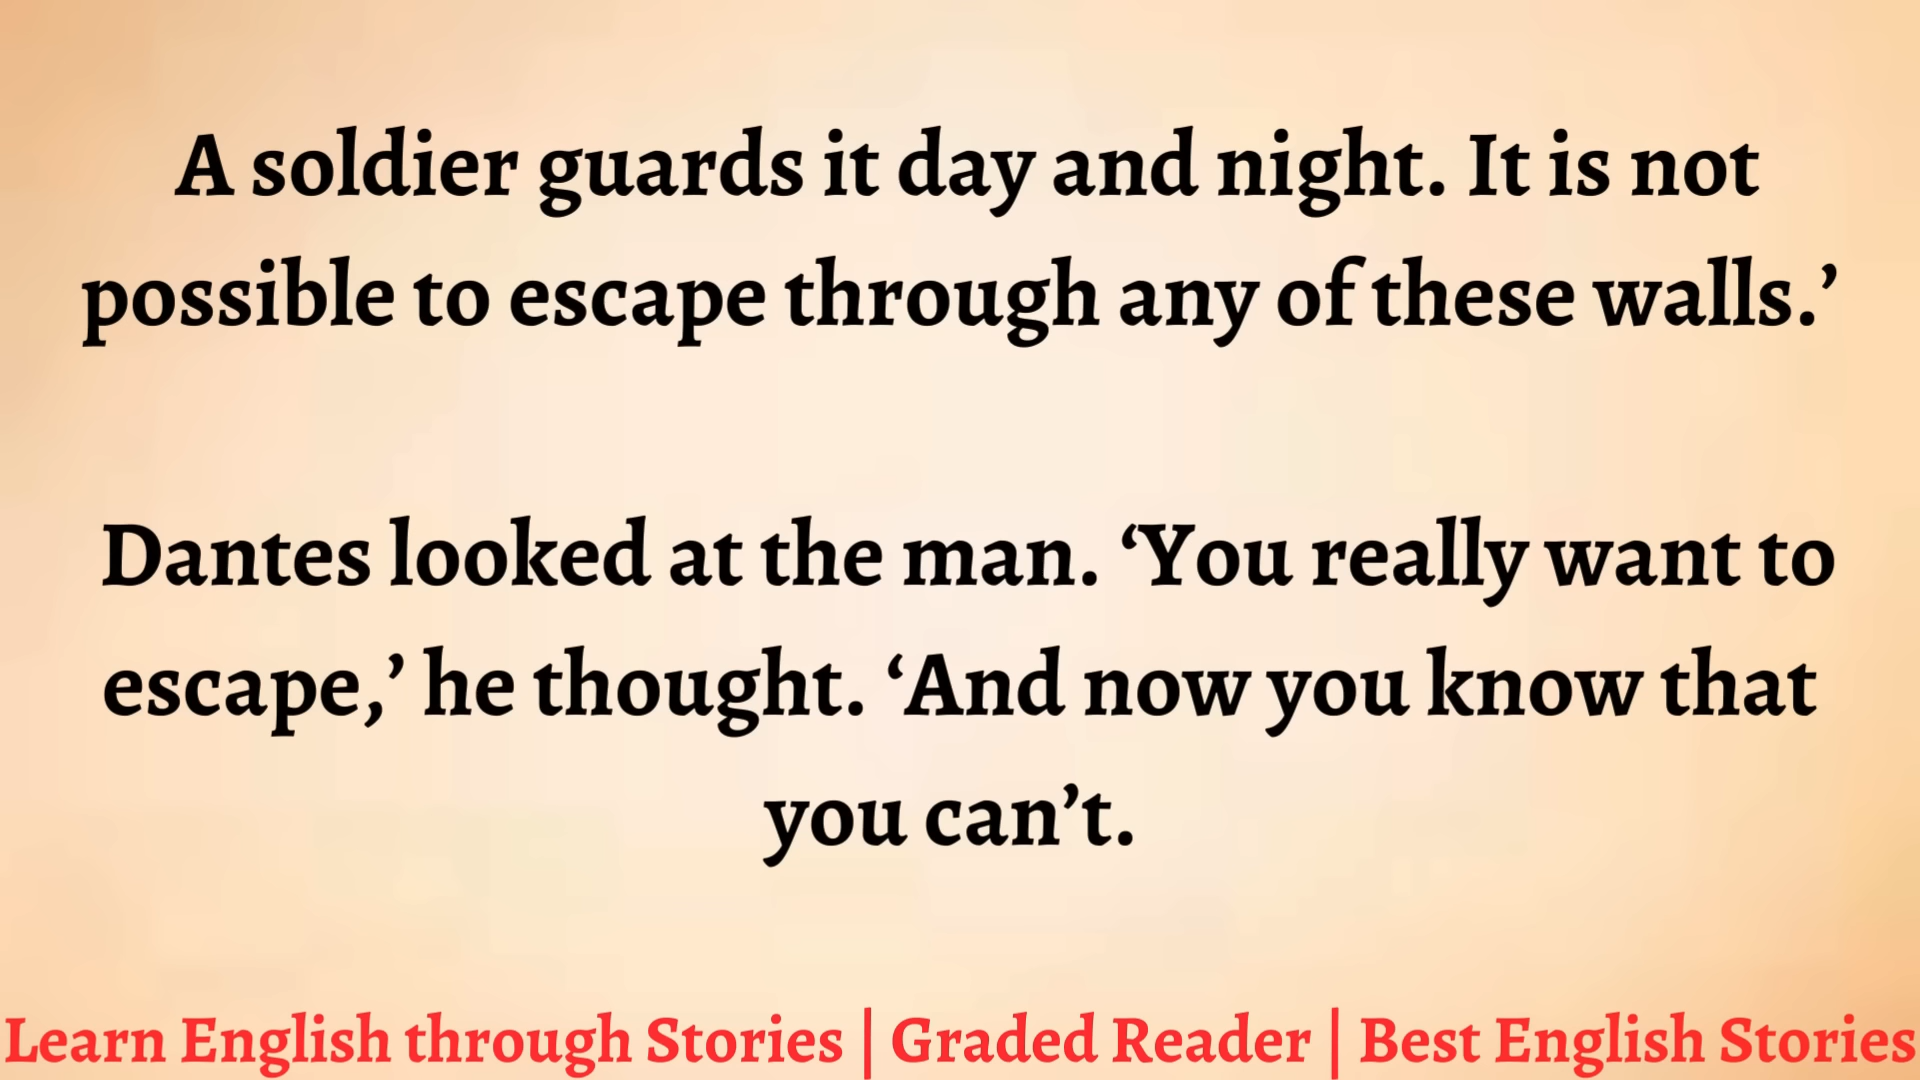 A soldier guards it day and night. It is not
possible to escape through any of these walls.’
Dantes looked at the man. ‘You really want to
escape,’ he thought. ‘And now you know that
you can’t.
Learn English through Stories | Graded Reader | Best English Stories